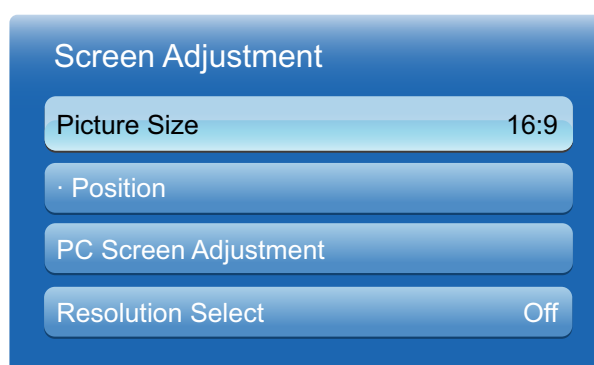 Screen Adjustment
Picture Size 16:9
· Position
PC Screen Adjustment
Resolution Select Off